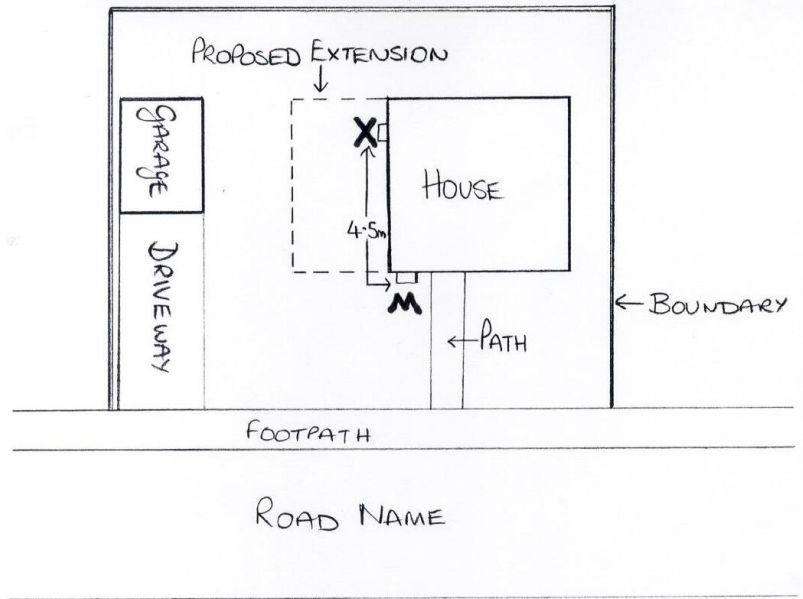 PROPOSED EXTENSION
GARAGE
X
HOUSE
4.5m
DRIVEWAY
M
BOUNDARY
PATH
FOOTPATH
ROAD NAME